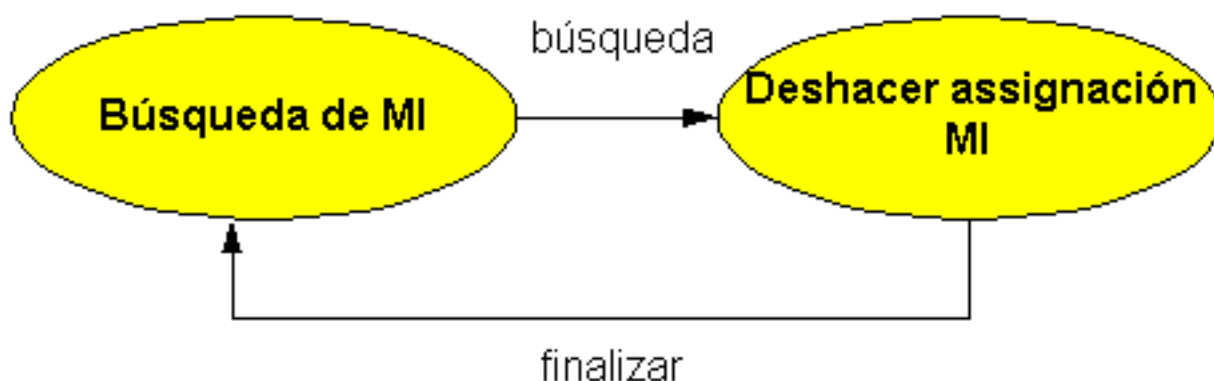 búsqueda
Búsqueda de MI
Deshacer assignación
MI
finalizar